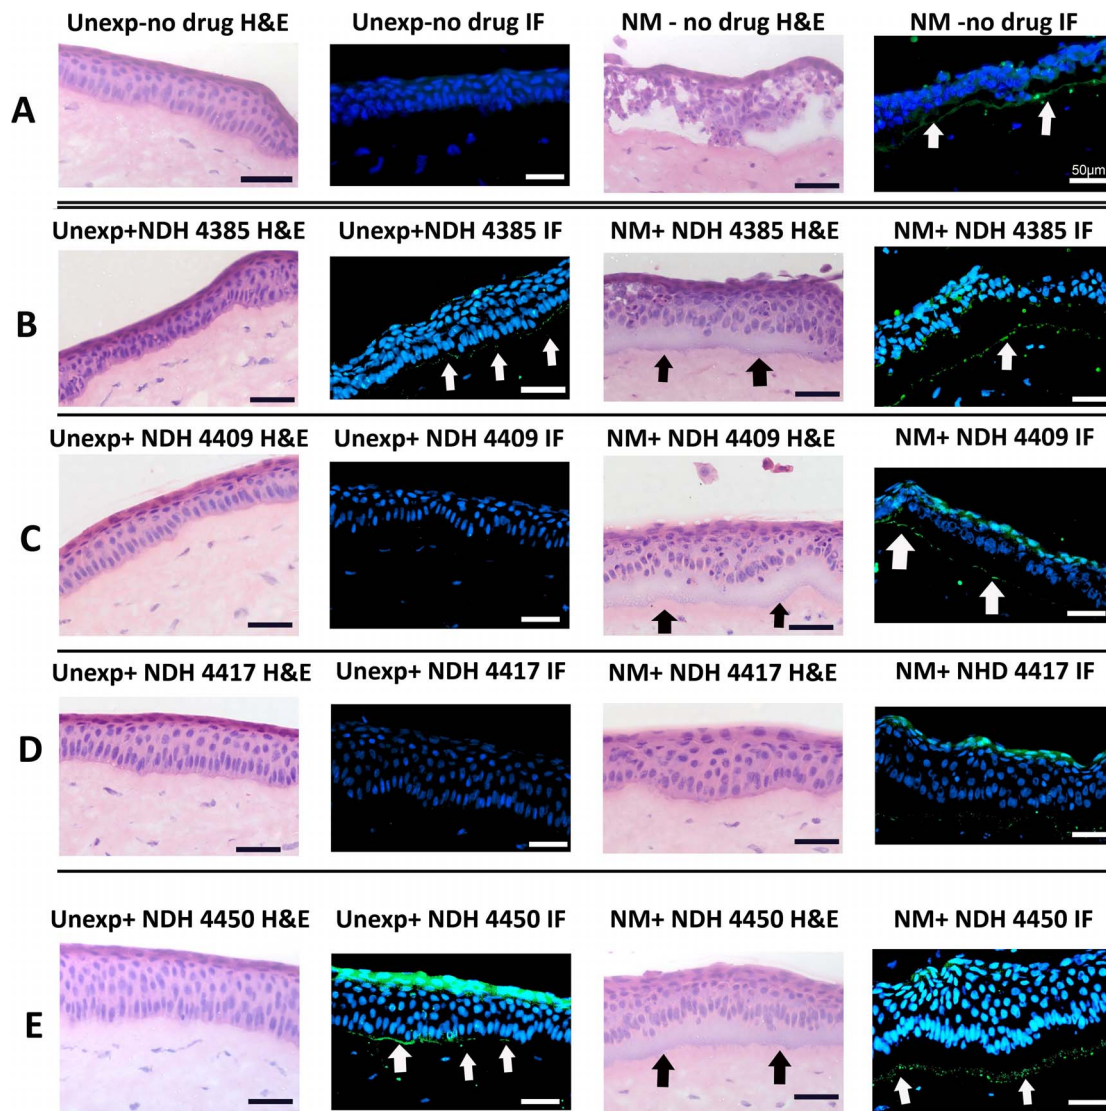 Unexp-no drug H&E
Unexp-no drug IF
NM - no drug H&E
NM -no drug IF
A
50µm
Unexp+NDH 4385 H&E
Unexp+NDH 4385 IF
NM+ NDH 4385 H&E
NM+ NDH 4385 IF
B
Unexp+ NDH 4409 H&E
Unexp+ NDH 4409 IF
NM+ NDH 4409 H&E
NM+ NDH 4409 IF
C
Unexp+ NDH 4417 H&E
Unexp+ NDH 4417 IF
NM+ NDH 4417 H&E
NM+ NHD 4417 IF
D
Unexp+ NDH 4450 H&E
Unexp+ NDH 4450 IF
NM+ NDH 4450 H&E
NM+ NDH 4450 IF
E